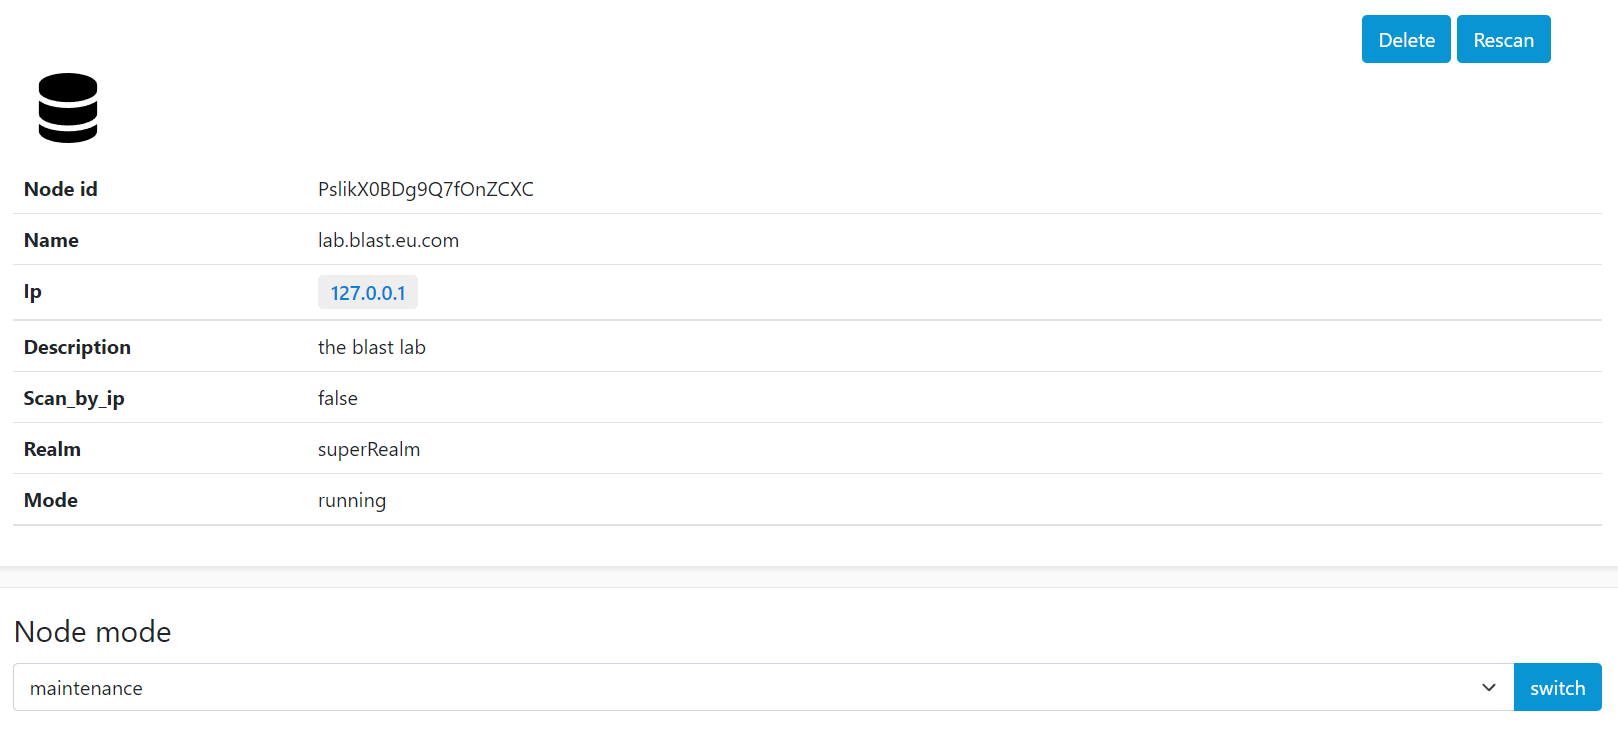 Delete Rescan
Node id PslikX0BDg9Q7fOnZCXC
Name lab.blast.eu.com
Ip 127.0.0.1
Description the blast lab
Scan_by_ip false
Realm superRealm
Mode running
Node mode
maintenance switch